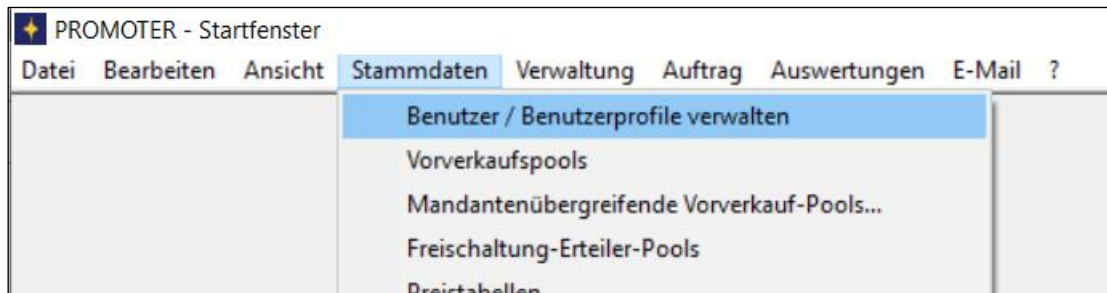 PROMOTER - Startfenster
Datei Bearbeiten Ansicht Stammdaten Verwaltung Auftrag Auswertungen E-Mail ?
Benutzer / Benutzerprofile verwalten
Vorverkaufspools
Mandantenübergreifende Vorverkauf-Pools...
Freischaltung-Erteiler-Pools
Preistabellen